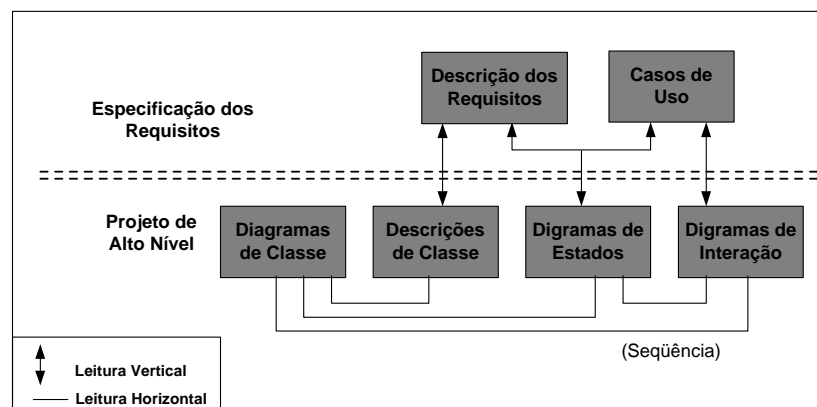 Descrição dos
Requisitos
Casos de
Uso
Especificação dos
Requisitos
Projeto de
Alto Nível
Diagramas
de Classe
Descrições
de Classe
Digramas de
Estados
Digramas de
Interação
(Seqüência)
Leitura Vertical
Leitura Horizontal